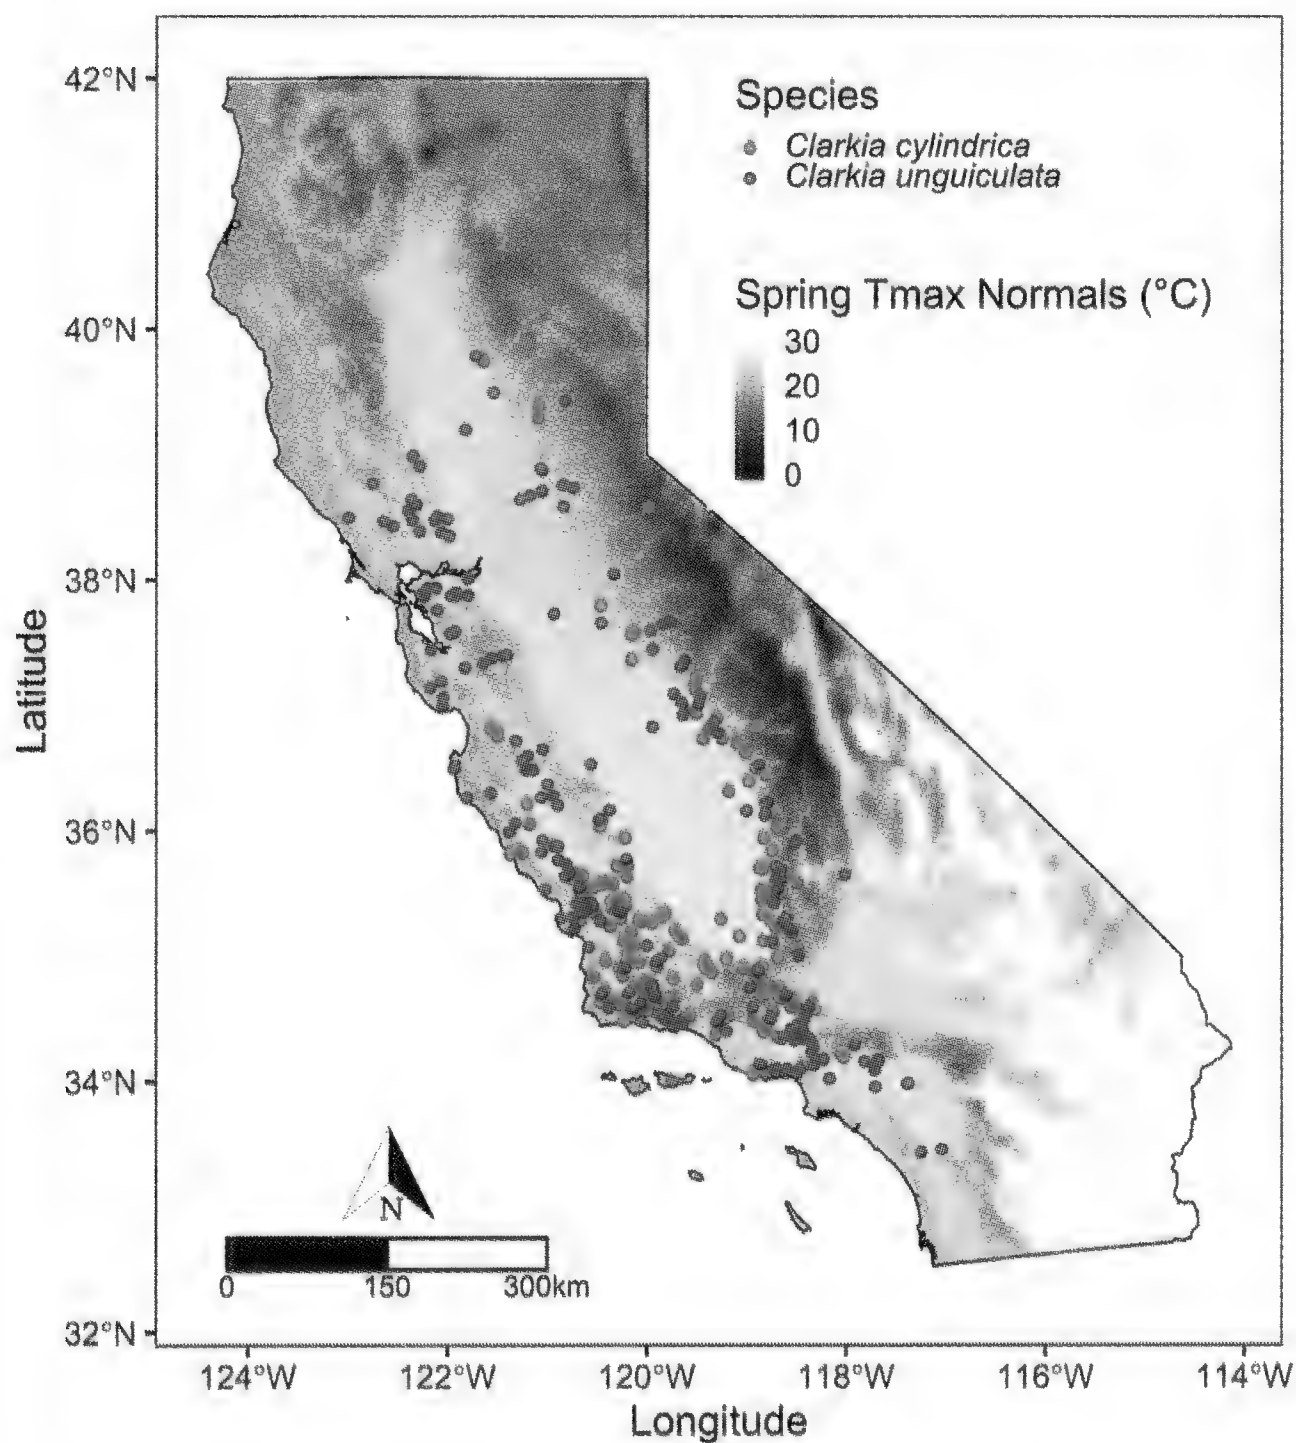 42°N
40°N
38°N
36°N
34°N
32°N
Latitude
Species
Clarkia cylindrica
Clarkia unguiculata
Spring Tmax Normals (°C)
30
20
10
0
N
0 150 300km
124°W 122°W 120°W 118°W 116°W 114°W
Longitude